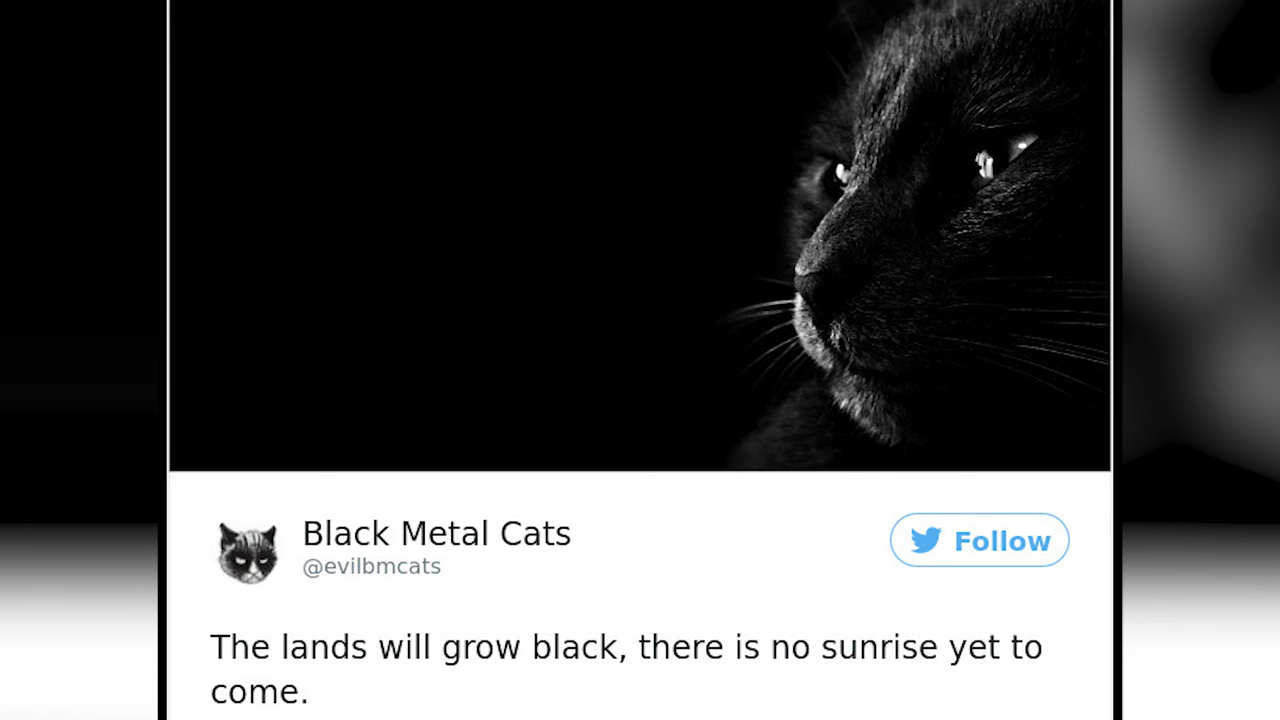 Black Metal Cats
@evilbmcats
Follow
The lands will grow black, there is no sunrise yet to
come.